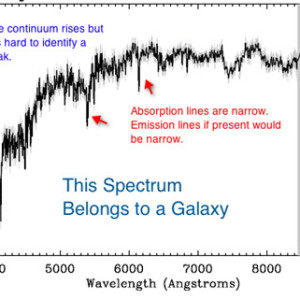 e continuum rises but
s hard to identify a
ak.
Absorption lines are narrow.
Emission lines if present would
be narrow.
This Spectrum
Belongs to a Galaxy
0 5000 6000 7000 8000
Wavelength (Angstroms)